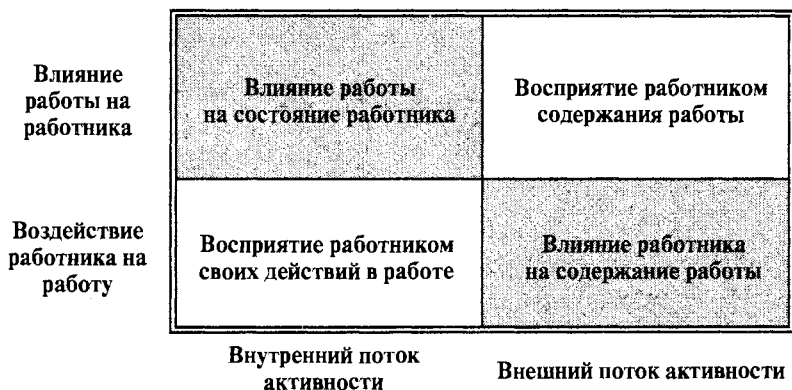 Влияние
работы на
работника
Влияние работы
на состояние работника
Восприятие работником
содержания работы
Воздействие
работника на
работу
Восприятие работником
своих действий в работе
Влияние работника
на содержание работы
Внутренний поток
активности
Внешний поток активности